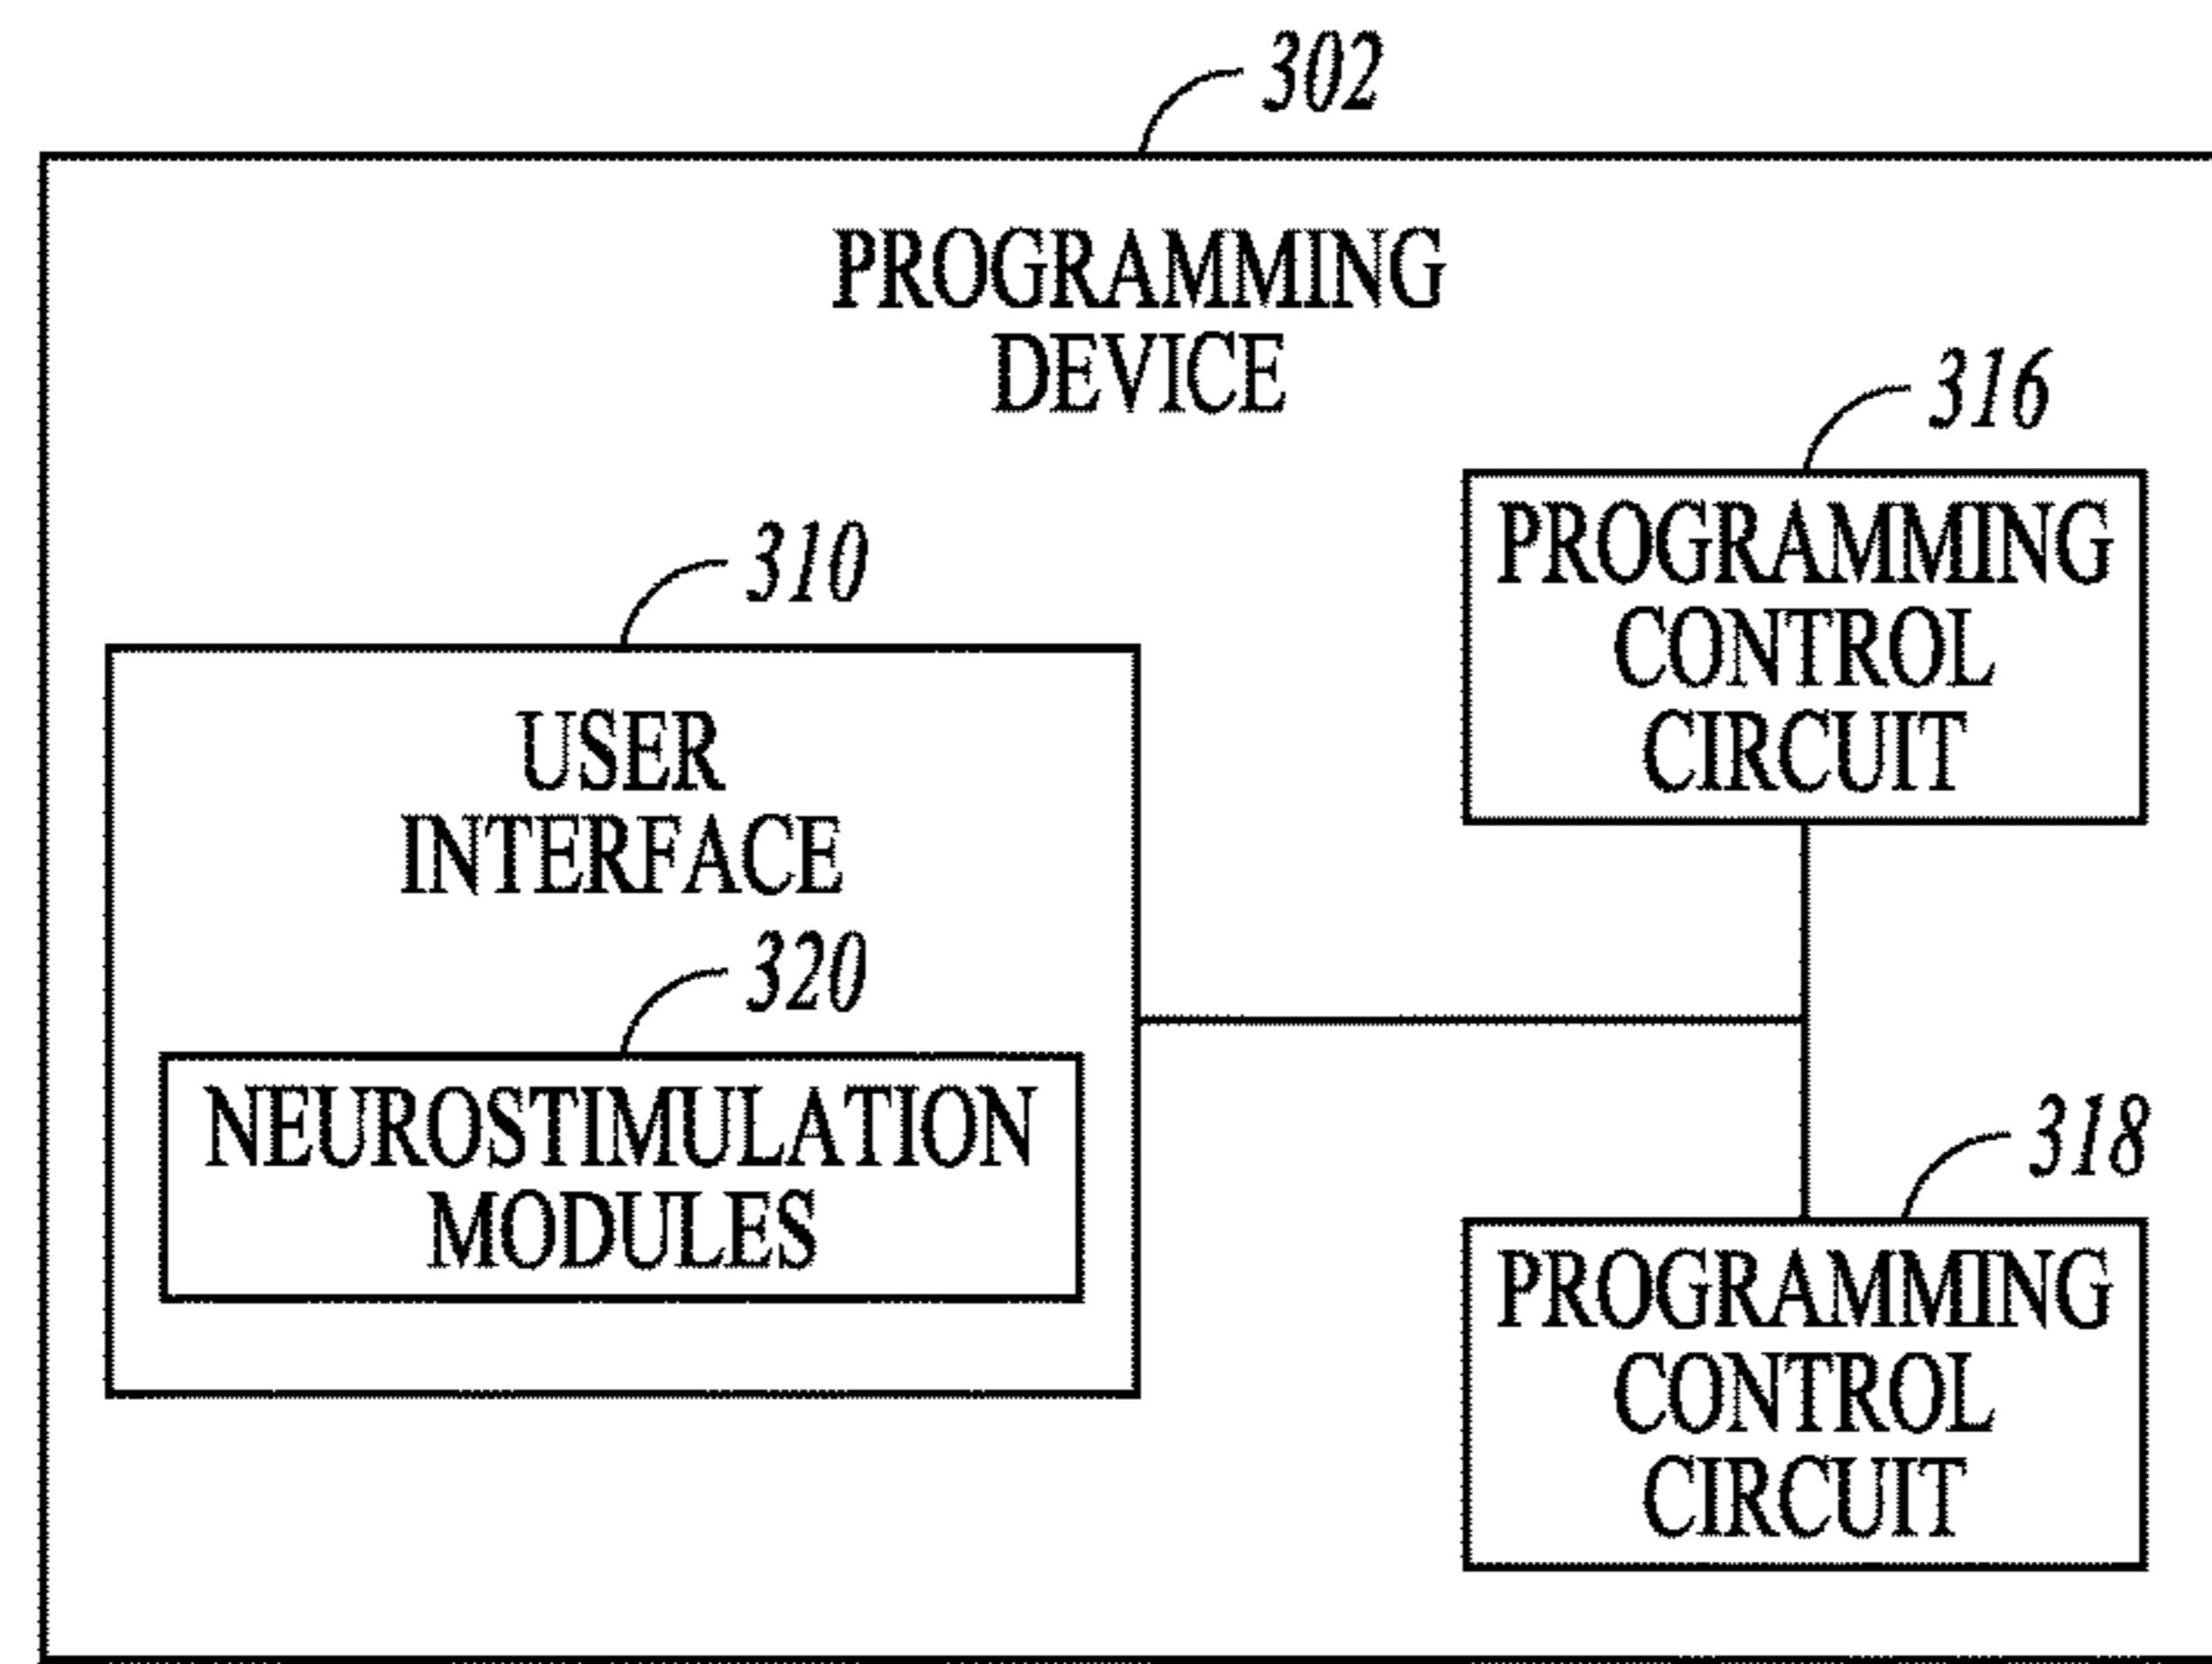 302
PROGRAMMING
DEVICE
316
PROGRAMMING
CONTROL
CIRCUIT
310
USER
INTERFACE
320
NEUROSTIMULATION
MODULES
318
PROGRAMMING
CONTROL
CIRCUIT